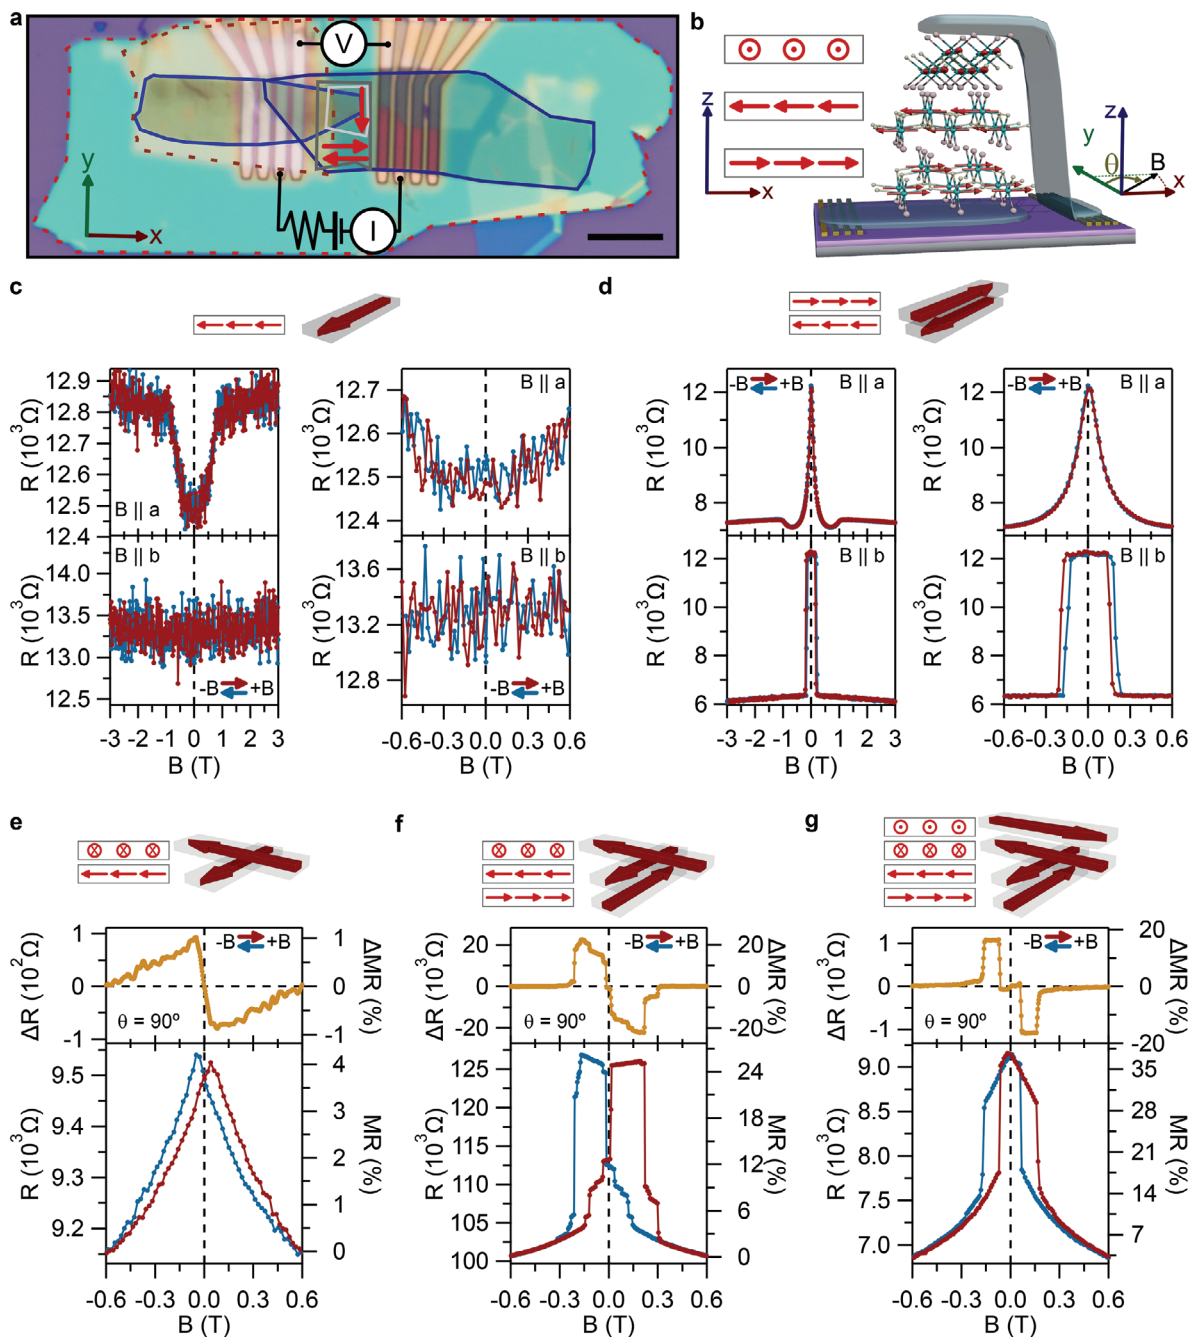 a
V
y
x
I
b
z
x
z
y
θ
B
x
c
d
R (10³Ω)
12.9
12.8
12.7
12.6
12.5
12.4
B || a
R (10³Ω)
12.7
12.6
12.5
12.4
B || a
R (10³Ω)
14.0
13.5
13.0
12.5
B || b
-B +B
-3 -2 -1 0 1 2 3
B (T)
R (10³Ω)
13.6
13.2
12.8
B || b
-B +B
-0.6 -0.3 0.0 0.3 0.6
B (T)
R (10³Ω)
12
10
8
-B +B
B || a
R (10³Ω)
12
10
8
B || a
R (10³Ω)
12
10
8
6
B || b
-3 -2 -1 0 1 2 3
B (T)
R (10³Ω)
12
10
8
6
B || b
-0.6 -0.3 0.0 0.3 0.6
B (T)
e
ΔR (10²Ω)
1
0
-1
-B +B
θ = 90º
1
0
-1
ΔMR (%)
R (10³Ω)
9.5
9.4
9.3
9.2
4
3
2
1
0
MR (%)
-0.6 -0.3 0.0 0.3 0.6
B (T)
f
ΔR (10³Ω)
20
0
-20
-B +B
θ = 90º
20
0
-20
ΔMR (%)
R (10³Ω)
125
120
115
110
105
100
24
18
12
6
0
MR (%)
-0.6 -0.3 0.0 0.3 0.6
B (T)
g
ΔR (10³Ω)
1
0
-1
-B +B
θ = 90º
20
0
-20
ΔMR (%)
R (10³Ω)
9.0
8.5
8.0
7.5
7.0
35
28
21
14
7
MR (%)
-0.6 -0.3 0.0 0.3 0.6
B (T)